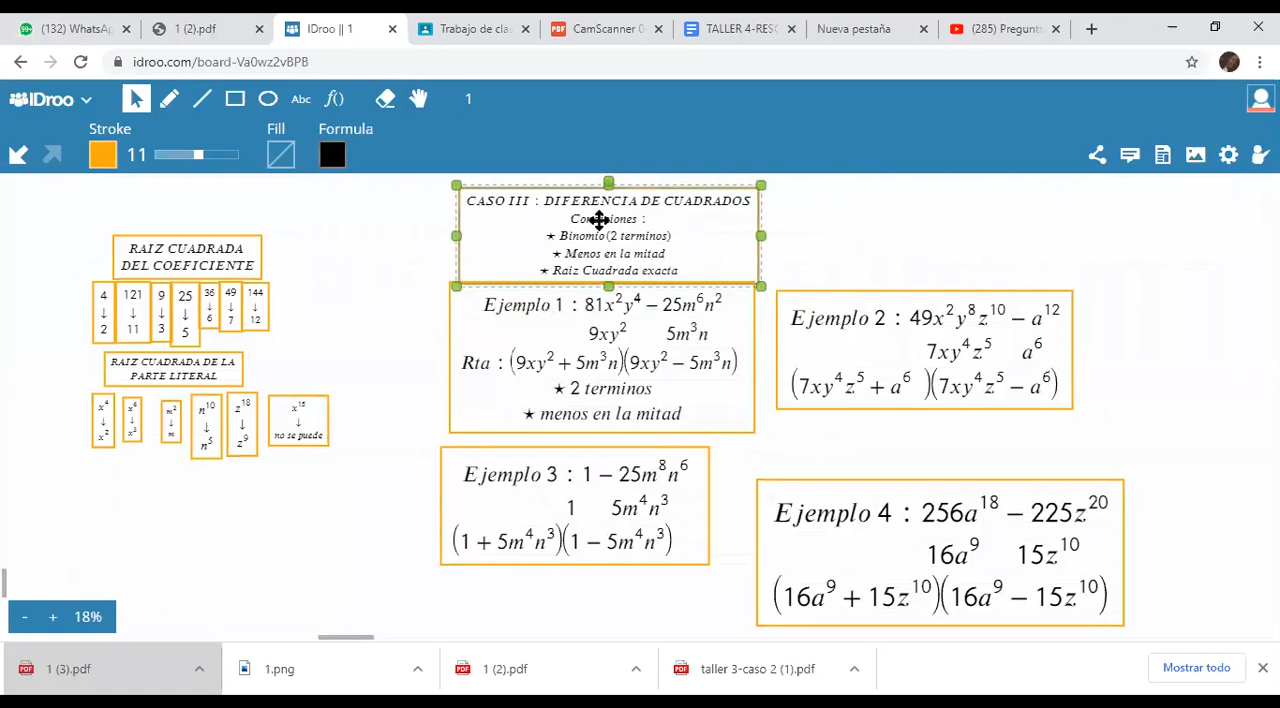 (132) WhatsAp
1 (2).pdf
IDroo || 1
Trabajo de cla
CamScanner 0
TALLER 4-RESO
Nueva pestaña
(285) Pregunt
99+
PDF
idroo.com/board-Va0wz2vBPB
IDroo
Abc
f()
1
Stroke
Fill
Formula
11
CASO III : DIFERENCIA DE CUADRADOS
★ Binomio(2 terminos)
★ Menos en la mitad
★ Raiz Cuadrada exacta
RAIZ CUADRADA
DEL COEFICIENTE
4 121 9 25 36 49 144
↓ ↓ ↓ ↓ ↓ ↓ ↓
2 11 3 5 6 7 12
RAIZ CUADRADA DE LA
PARTE LITERAL
x⁴ x⁶ m² n¹⁰ z¹⁸ x¹⁵
↓ ↓ ↓ ↓ ↓ ↓
x² x³ m n⁵ z⁹ no se puede
Ejemplo 1 : 81x²y⁴ − 25m⁶n²
9xy² 5m³n
Rta : (9xy² + 5m³n)(9xy² − 5m³n)
★ 2 terminos
★ menos en la mitad
Ejemplo 2 : 49x²y⁸z¹⁰ − a¹²
7xy⁴z⁵ a⁶
(7xy⁴z⁵ + a⁶ )(7xy⁴z⁵ − a⁶)
Ejemplo 3 : 1 − 25m⁸n⁶
1 5m⁴n³
(1 + 5m⁴n³)(1 − 5m⁴n³)
Ejemplo 4 : 256a¹⁸ − 225z²⁰
16a⁹ 15z¹⁰
(16a⁹ + 15z¹⁰)(16a⁹ − 15z¹⁰)
- + 18%
1 (3).pdf
1.png
1 (2).pdf
taller 3-caso 2 (1).pdf
Mostrar todo